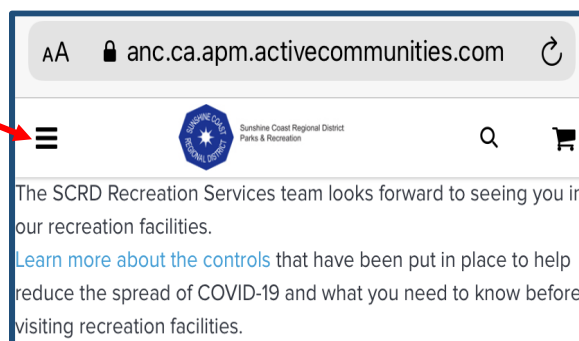 AA anc.ca.apm.activecommunities.com
SUNSHINE COAST
REGIONAL DISTRICT
Sunshine Coast Regional District
Parks & Recreation
The SCRD Recreation Services team looks forward to seeing you in
our recreation facilities.
Learn more about the controls that have been put in place to help
reduce the spread of COVID-19 and what you need to know before
visiting recreation facilities.